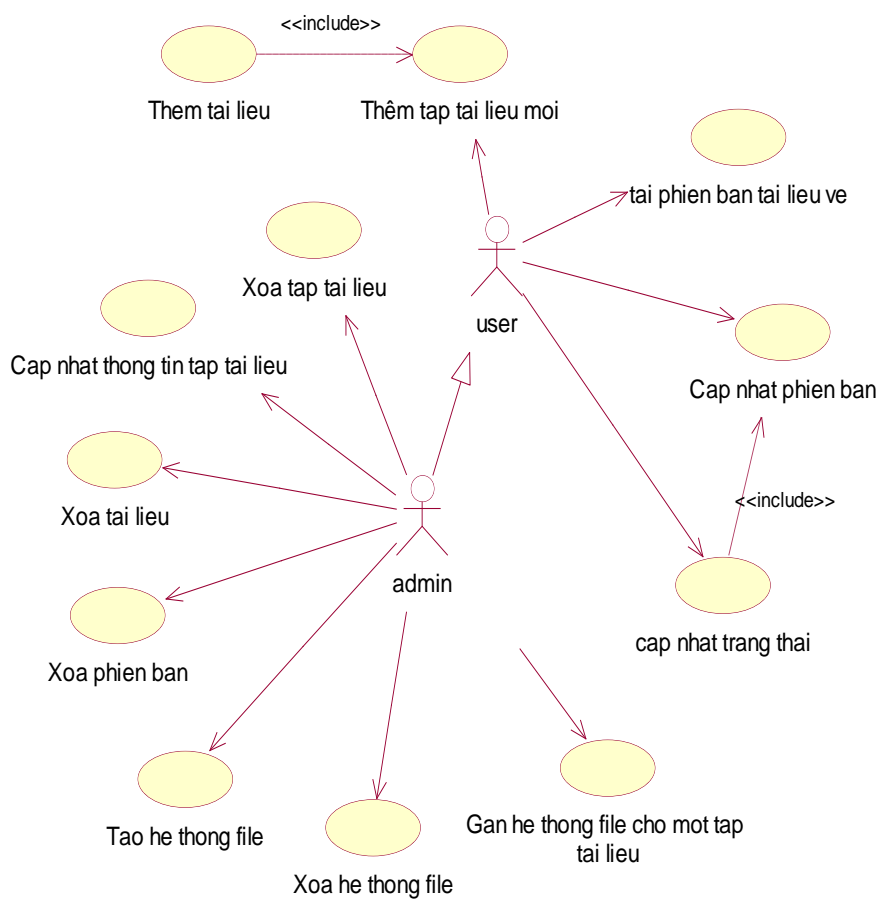 <<include>>
Them tai lieu
Thêm tap tai lieu moi
tai phien ban tai lieu ve
Xoa tap tai lieu
user
Cap nhat thong tin tap tai lieu
Cap nhat phien ban
Xoa tai lieu
<<include>>
admin
cap nhat trang thai
Xoa phien ban
Tao he thong file
Gan he thong file cho mot tap
tai lieu
Xoa he thong file